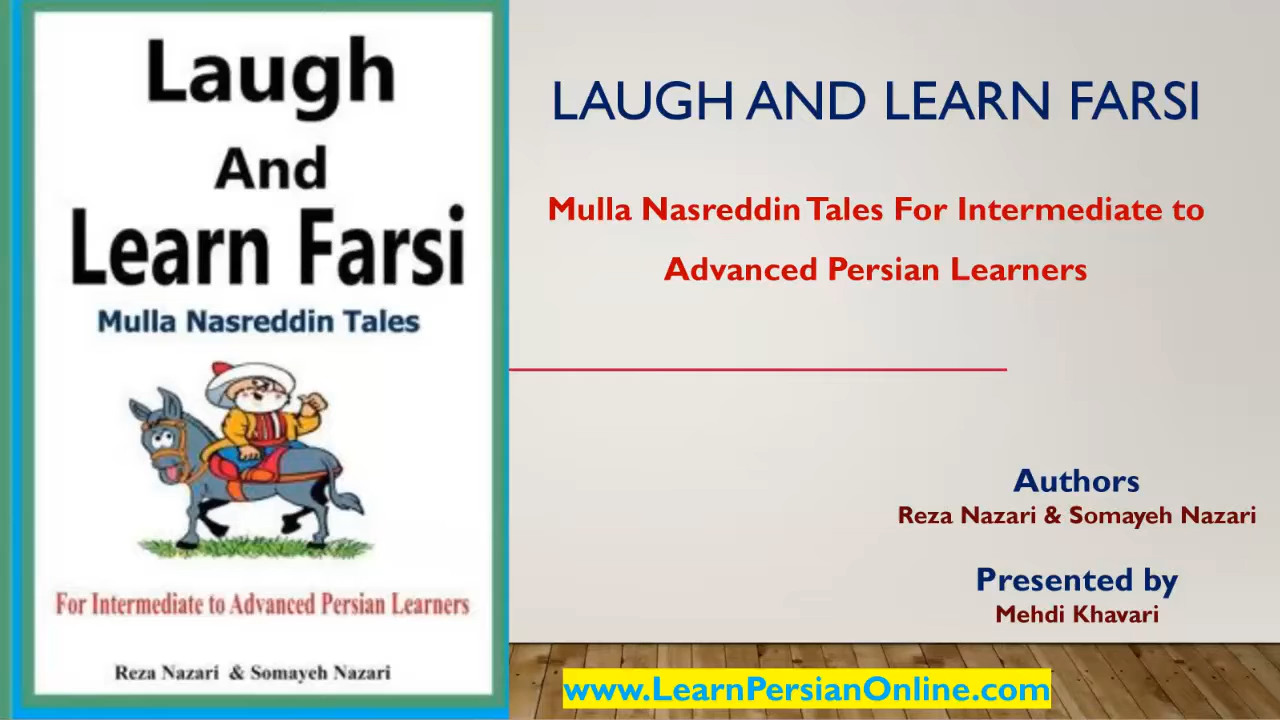 Laugh
And
Learn Farsi
Mulla Nasreddin Tales
For Intermediate to Advanced Persian Learners
Reza Nazari & Somayeh Nazari
LAUGH AND LEARN FARSI
Mulla Nasreddin Tales For Intermediate to
Advanced Persian Learners
Authors
Reza Nazari & Somayeh Nazari
Presented by
Mehdi Khavari
www.LearnPersianOnline.com